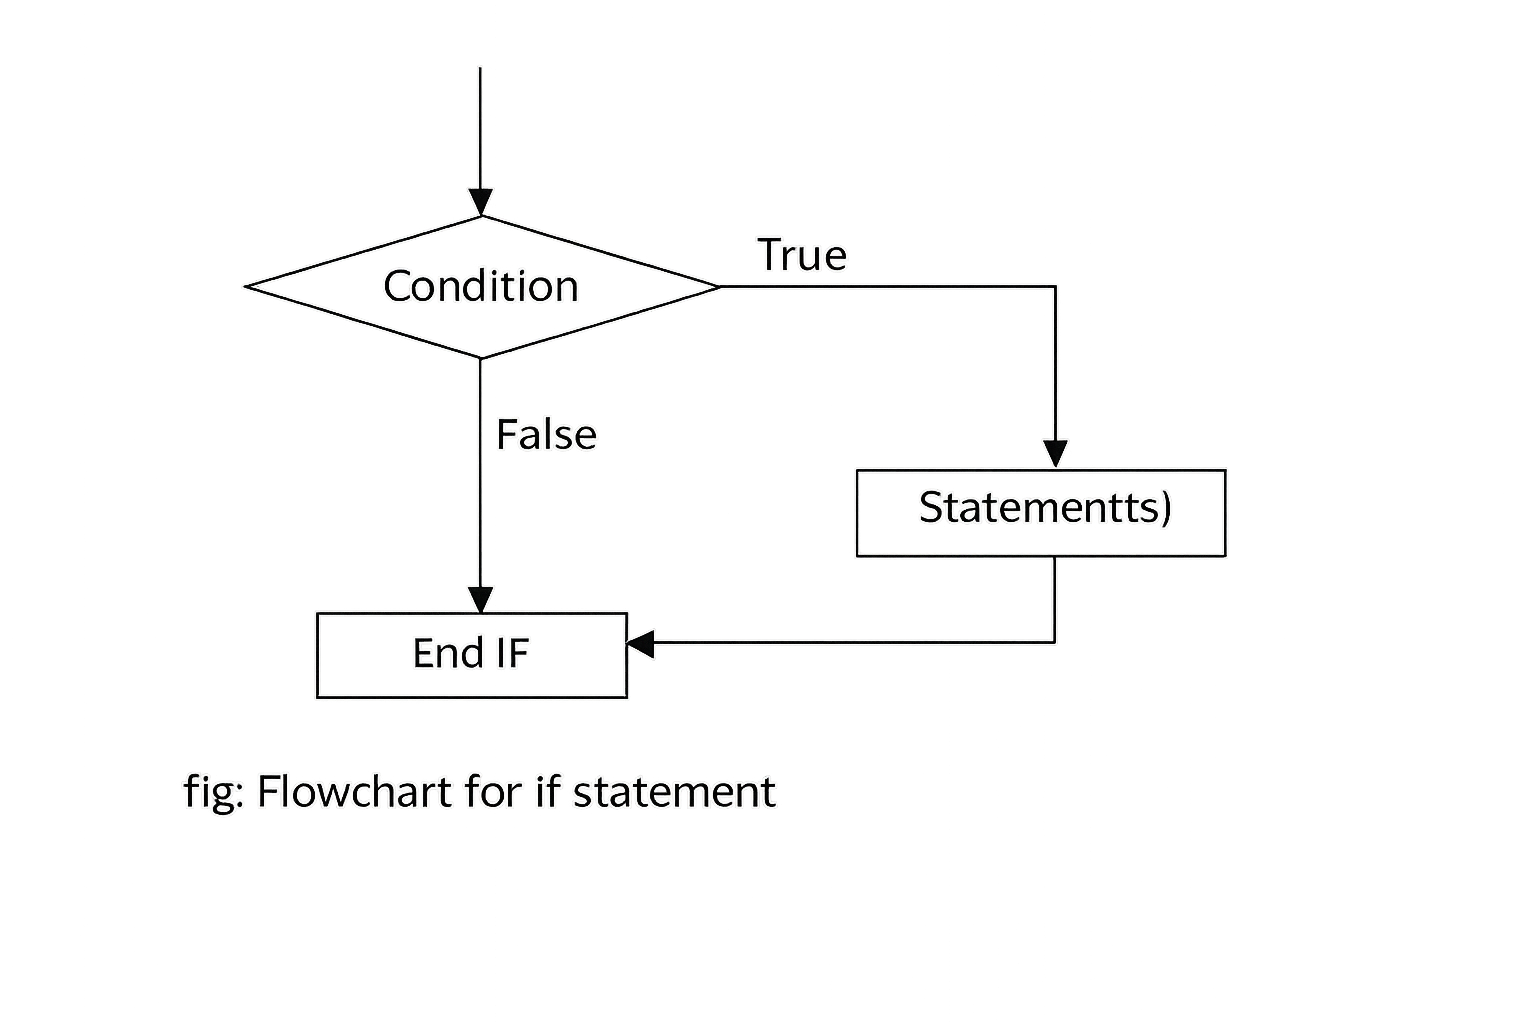 True
Condition
False
Statementts)
End IF
fig: Flowchart for if statement